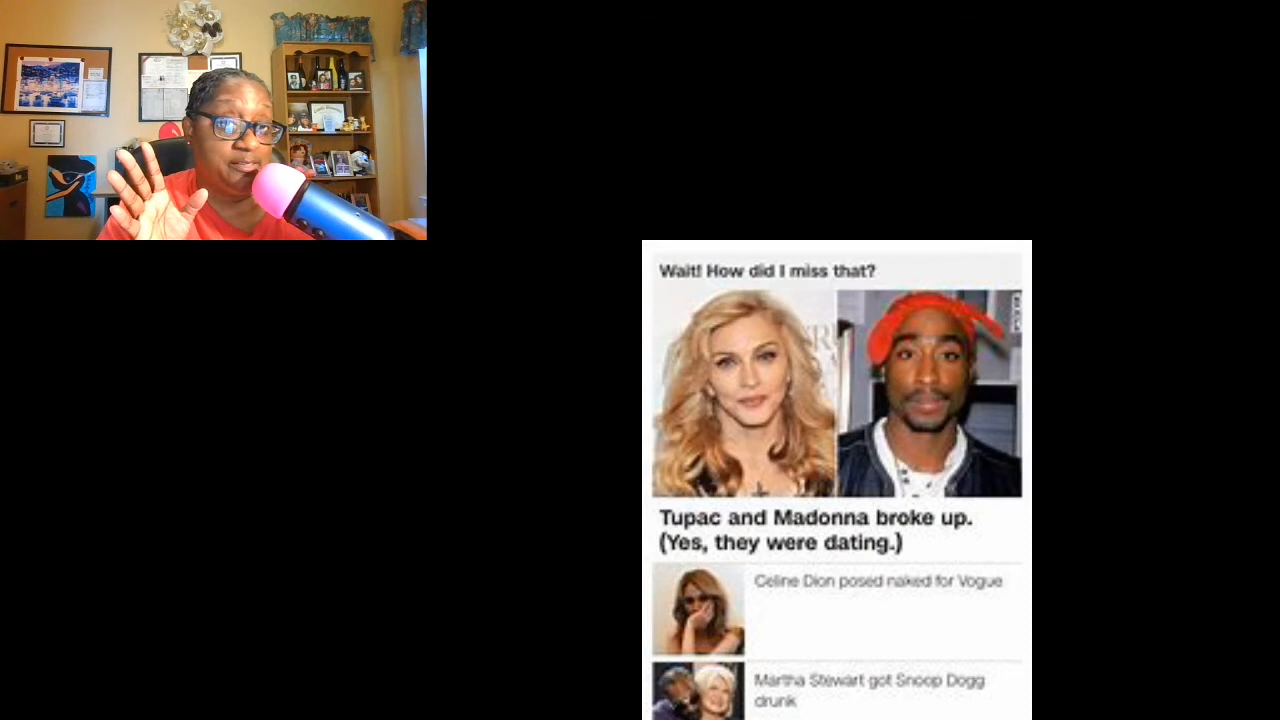 Wait! How did I miss that?
Tupac and Madonna broke up.
(Yes, they were dating.)
Celine Dion posed naked for Vogue
Martha Stewart got Snoop Dogg
drunk